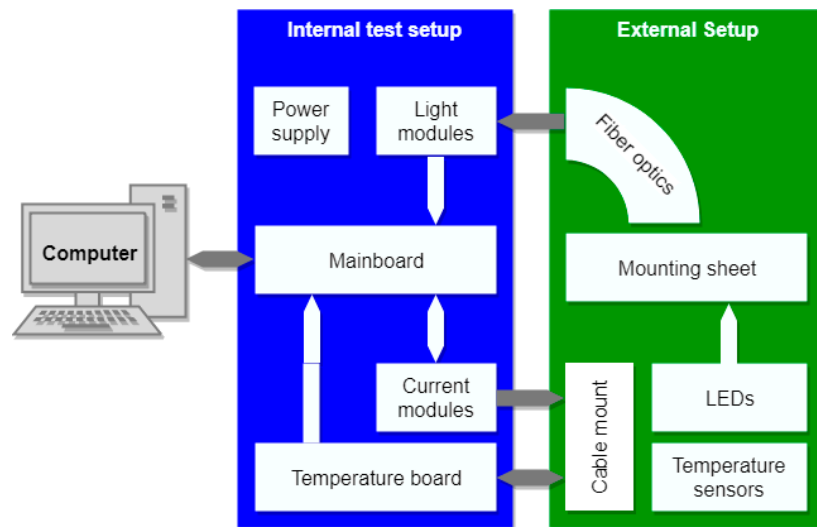 Internal test setup
External Setup
Power
supply
Light
modules
Fiber optics
Computer
Mainboard
Mounting sheet
Current
modules
Cable mount
LEDs
Temperature board
Temperature
sensors